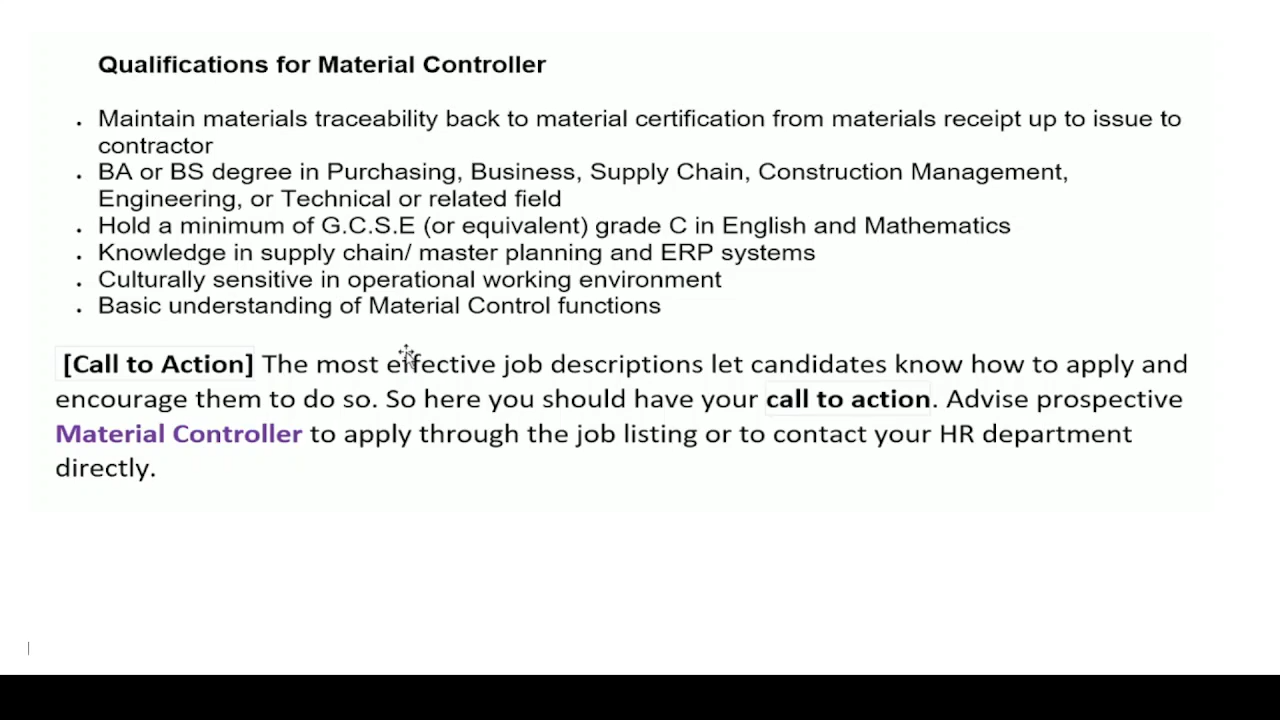 Qualifications for Material Controller
. Maintain materials traceability back to material certification from materials receipt up to issue to
contractor
. BA or BS degree in Purchasing, Business, Supply Chain, Construction Management,
Engineering, or Technical or related field
. Hold a minimum of G.C.S.E (or equivalent) grade C in English and Mathematics
. Knowledge in supply chain/ master planning and ERP systems
. Culturally sensitive in operational working environment
. Basic understanding of Material Control functions
[Call to Action] The most effective job descriptions let candidates know how to apply and
encourage them to do so. So here you should have your call to action. Advise prospective
Material Controller to apply through the job listing or to contact your HR department
directly.